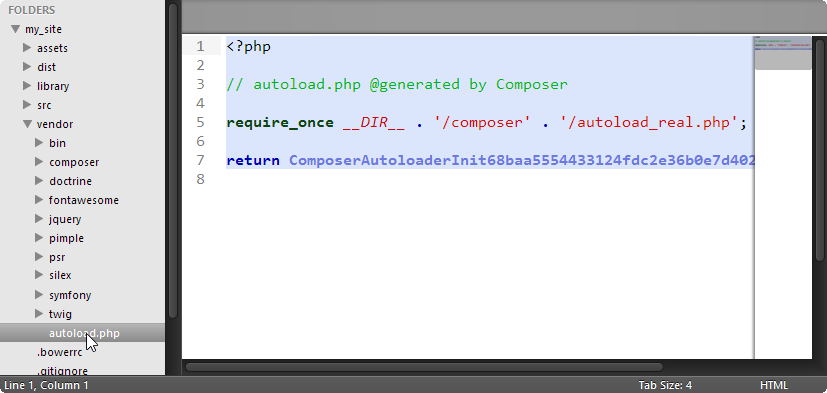 FOLDERS
my_site
assets
dist
library
src
vendor
bin
composer
doctrine
fontawesome
jquery
pimple
psr
silex
symfony
twig
autoload.php
.bowerrc
.gitignore
1 <?php
2
3 // autoload.php @generated by Composer
4
5 require_once __DIR__ . '/composer' . '/autoload_real.php';
6
7 return ComposerAutoloaderInit68baa5554433124fdc2e36b0e7d402
8
Line 1, Column 1
Tab Size: 4
HTML